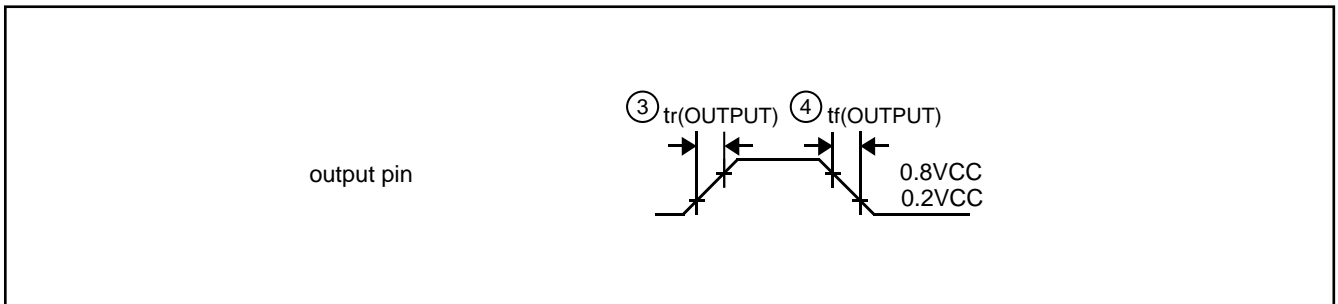 ③ tr(OUTPUT) ④ tf(OUTPUT)
output pin
0.8VCC
0.2VCC